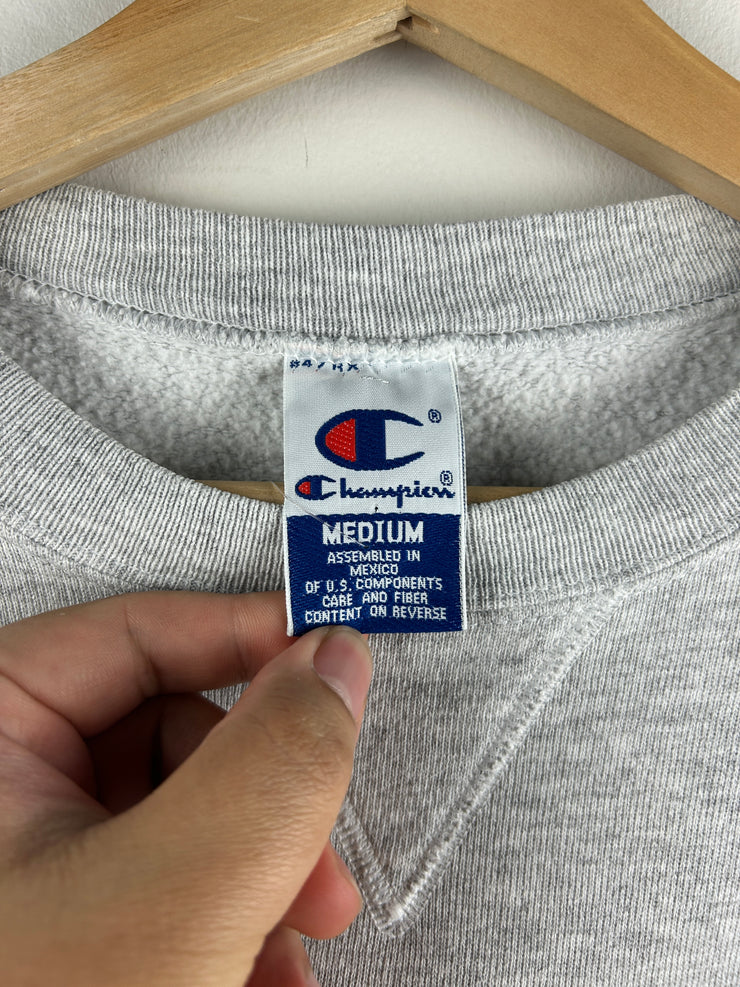 Champion
MEDIUM
ASSEMBLED IN
MEXICO
OF U.S. COMPONENTS
CARE AND FIBER
CONTENT ON REVERSE